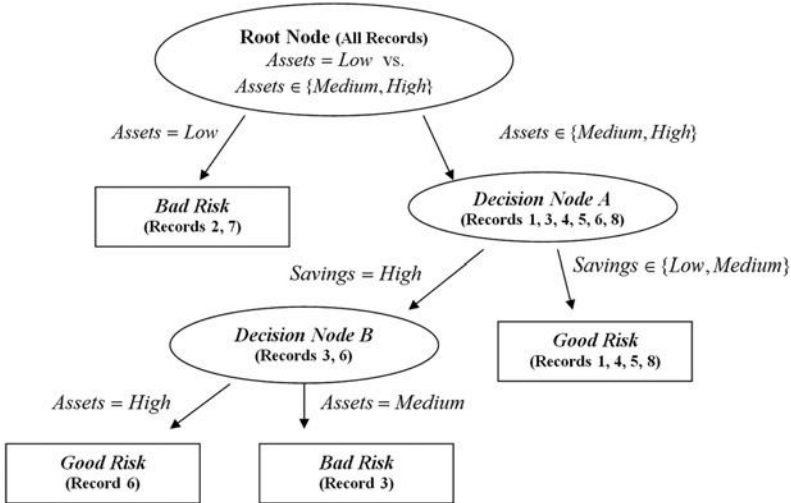 Root Node (All Records)
Assets = Low vs.
Assets ∈ {Medium, High}
Assets = Low
Assets ∈ {Medium, High}
Bad Risk
(Records 2, 7)
Decision Node A
(Records 1, 3, 4, 5, 6, 8)
Savings = High
Savings ∈ {Low, Medium}
Decision Node B
(Records 3, 6)
Good Risk
(Records 1, 4, 5, 8)
Assets = High
Assets = Medium
Good Risk
(Record 6)
Bad Risk
(Record 3)